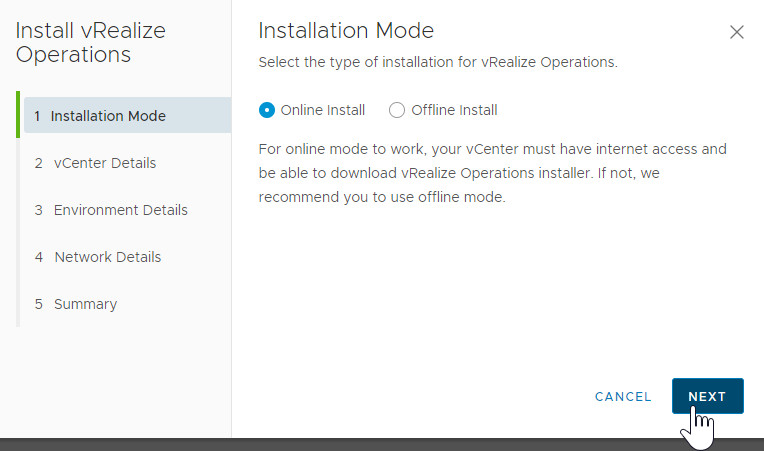 Install vRealize
Operations
1 Installation Mode
2 vCenter Details
3 Environment Details
4 Network Details
5 Summary
Installation Mode
Select the type of installation for vRealize Operations.
Online Install Offline Install
For online mode to work, your vCenter must have internet access and
be able to download vRealize Operations installer. If not, we
recommend you to use offline mode.
CANCEL NEXT